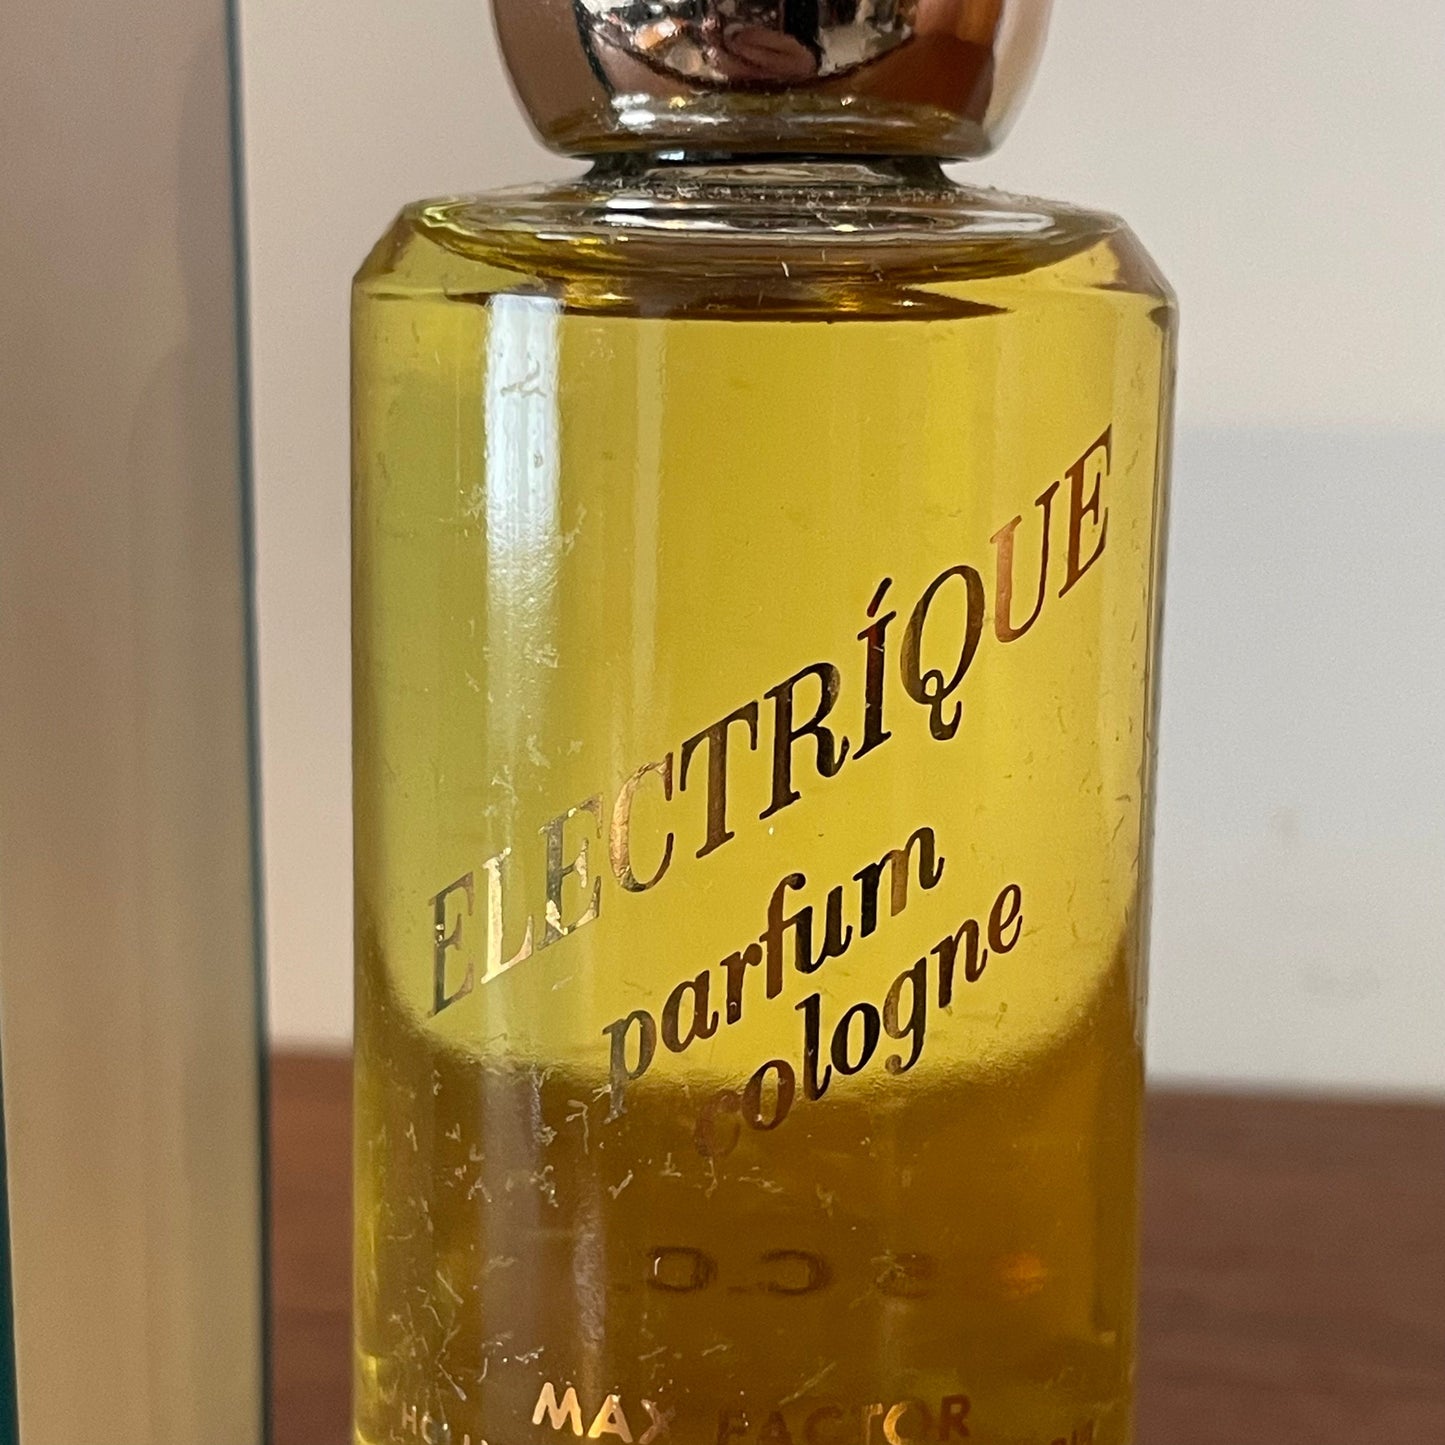 ELECTRÍQUE
parfum
cologne
MAX FACTOR